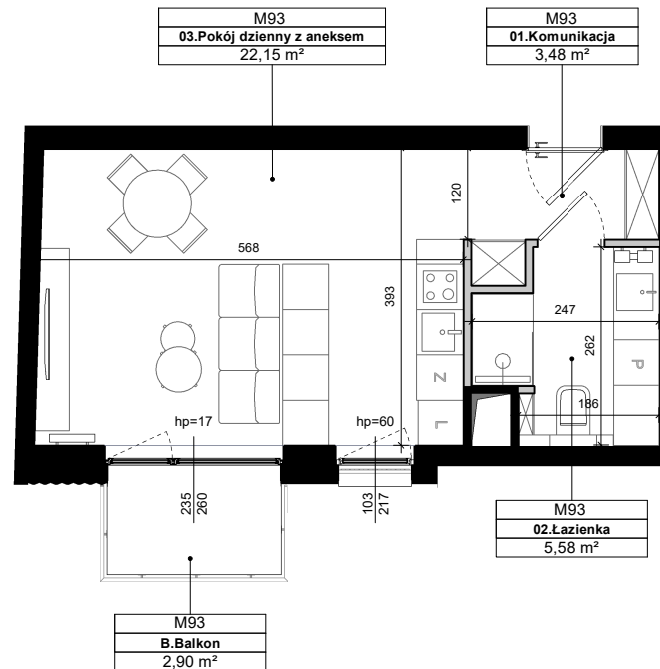 M93
03.Pokój dzienny z aneksem
22,15 m²
M93
01.Komunikacja
3,48 m²
120
568
393
247
262
186
Z
L
P
hp=17
hp=60
235
260
103
217
M93
02.Łazienka
5,58 m²
M93
B.Balkon
2,90 m²